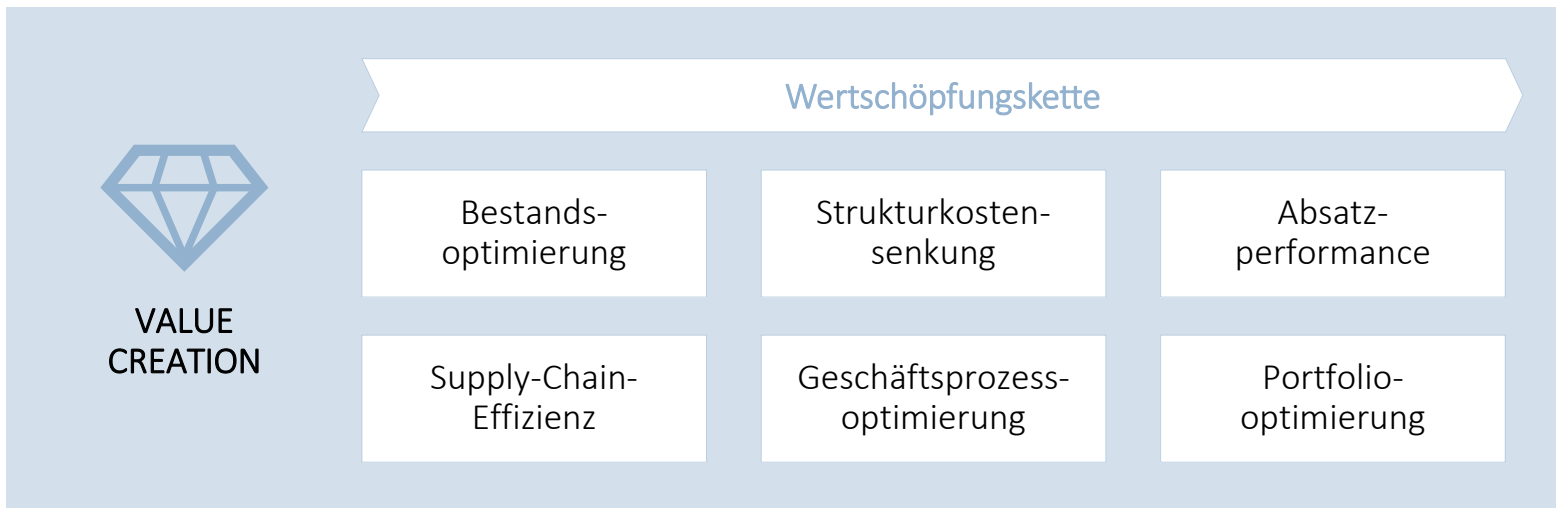 Wertschöpfungskette
VALUE
CREATION
Bestands-
optimierung
Strukturkosten-
senkung
Absatz-
performance
Supply-Chain-
Effizienz
Geschäftsprozess-
optimierung
Portfolio-
optimierung